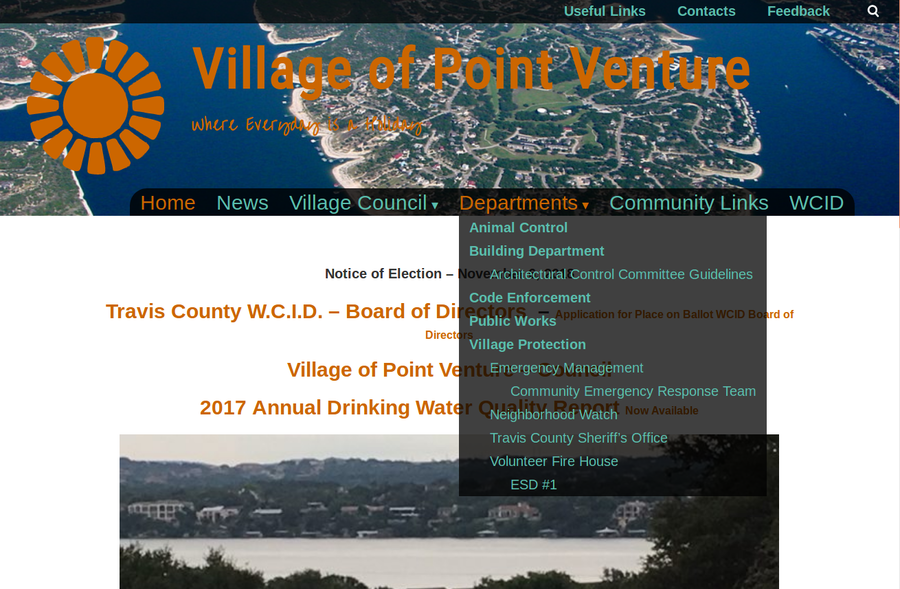 Useful Links Contacts Feedback
Village of Point Venture
Where Everyday is a Holiday
Home News Village Council ▾ Departments ▾ Community Links WCID
Animal Control
Building Department
Architectural Control Committee Guidelines
Code Enforcement
Public Works
Village Protection
Emergency Management
Community Emergency Response Team
Neighborhood Watch
Travis County Sheriff's Office
Volunteer Fire House
ESD #1
Notice of Election –
Travis County W.C.I.D. – Board of Directors – Application for Place on Ballot WCID Board of
Directors
Village of Point Venture – Council
2017 Annual Drinking Water Quality Report Now Available